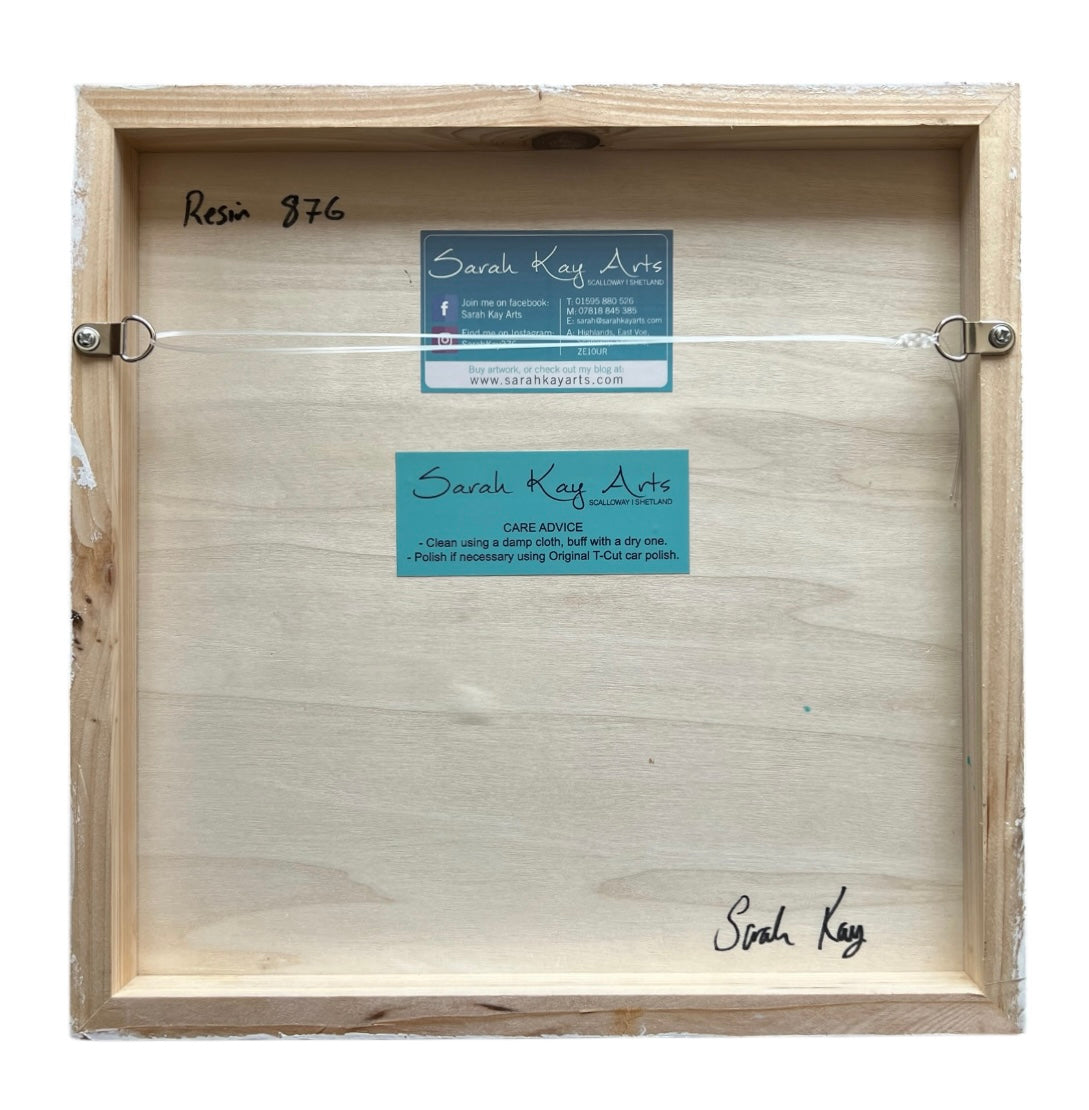 Resin 876
Sarah Kay Arts
SCALLOWAY | SHETLAND
f
Join me on facebook:
Sarah Kay Arts
Find me on Instagram:
T: 01595 880 526
M: 07818 845 385
E: sarah@sarahkayarts.com
A: Highlands, East Voe,
ZE10UR
Buy artwork, or check out my blog at:
www.sarahkayarts.com
Sarah Kay Arts
SCALLOWAY | SHETLAND
CARE ADVICE
- Clean using a damp cloth, buff with a dry one.
- Polish if necessary using Original T-Cut car polish.
Sarah Kay